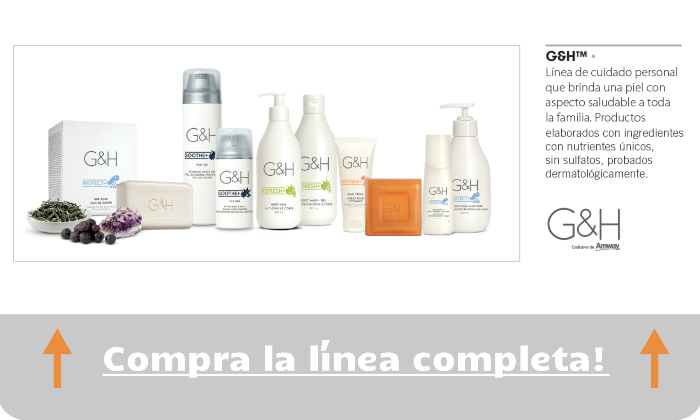 G&H™ •
Línea de cuidado personal
que brinda una piel con
aspecto saludable a toda
la familia. Productos
elaborados con ingredientes
con nutrientes únicos,
sin sulfatos, probados
dermatológicamente.
G&H
PROTECT+
G&H
G&H
SOOTHE+
G&H
SOOTHE+
G&H
REFRESH+
G&H
REFRESH+
G&H
G&H
G&H
G&H
G&H
Exclusivo de Amway
Compra la línea completa!